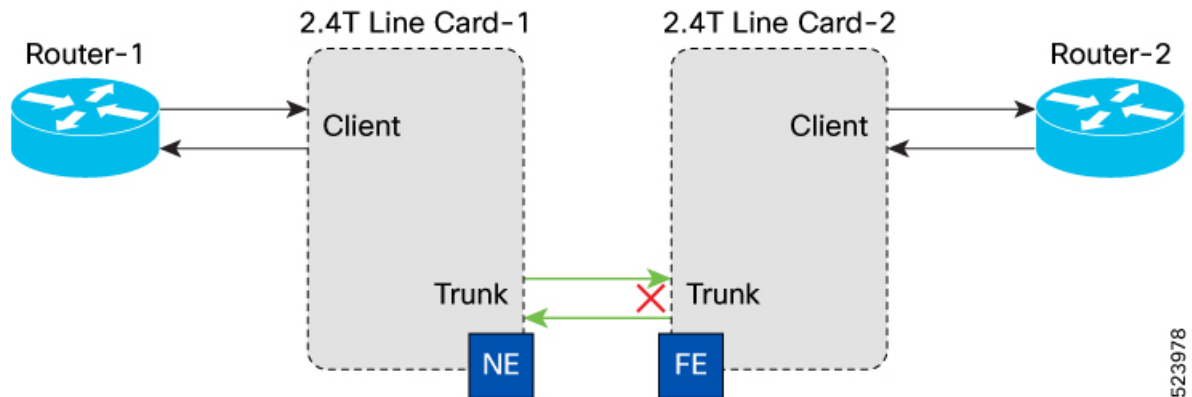 2.4T Line Card-1
2.4T Line Card-2
Router-1
Router-2
Client
Client
Trunk
Trunk
NE
FE
523978